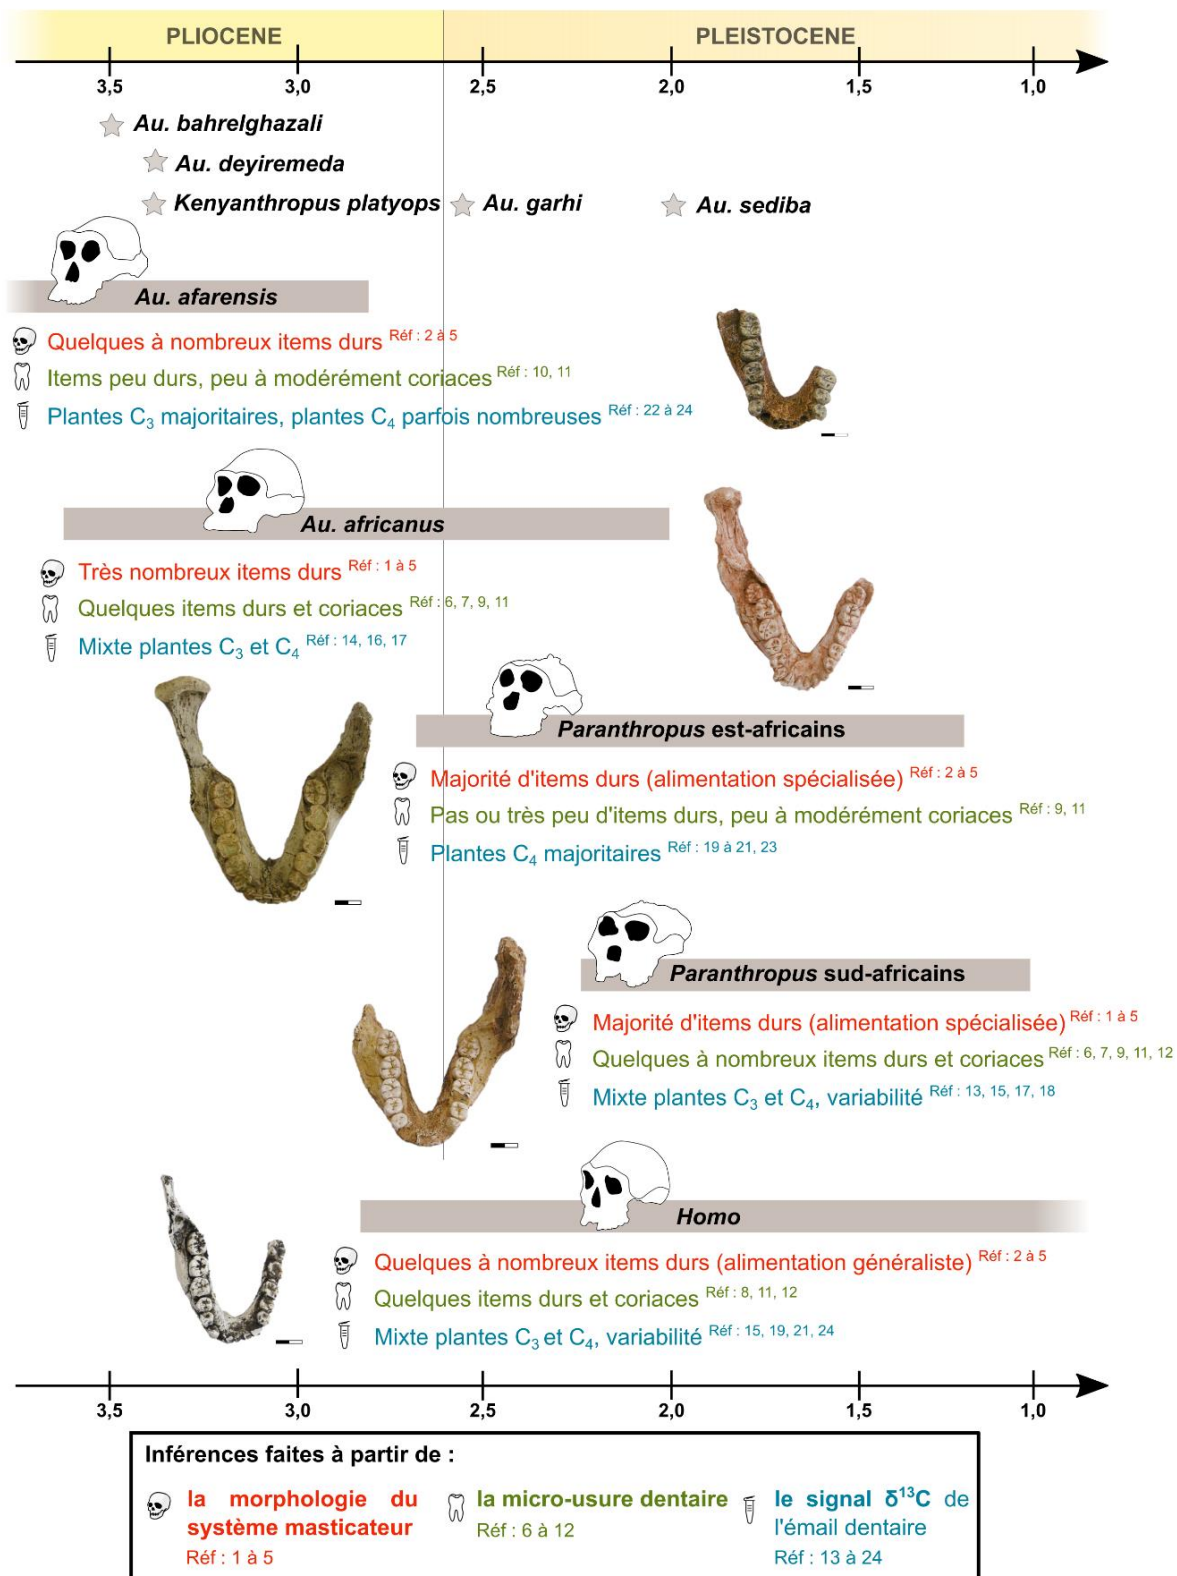 PLIOCENE PLEISTOCENE
3,5 3,0 2,5 2,0 1,5 1,0
Au. bahrelghazali
Au. deyiremeda
Kenyanthropus platyops Au. garhi Au. sediba
Au. afarensis
Quelques à nombreux items durs Réf : 2 à 5
Items peu durs, peu à modérément coriaces Réf : 10, 11
Plantes C₃ majoritaires, plantes C₄ parfois nombreuses Réf : 22 à 24
Au. africanus
Très nombreux items durs Réf : 1 à 5
Quelques items durs et coriaces Réf : 6, 7, 9, 11
Mixte plantes C₃ et C₄ Réf : 14, 16, 17
Paranthropus est-africains
Majorité d'items durs (alimentation spécialisée) Réf : 2 à 5
Pas ou très peu d'items durs, peu à modérément coriaces Réf : 9, 11
Plantes C₄ majoritaires Réf : 19 à 21, 23
Paranthropus sud-africains
Majorité d'items durs (alimentation spécialisée) Réf : 1 à 5
Quelques à nombreux items durs et coriaces Réf : 6, 7, 9, 11, 12
Mixte plantes C₃ et C₄, variabilité Réf : 13, 15, 17, 18
Homo
Quelques à nombreux items durs (alimentation généraliste) Réf : 2 à 5
Quelques items durs et coriaces Réf : 8, 11, 12
Mixte plantes C₃ et C₄, variabilité Réf : 15, 19, 21, 24
3,5 3,0 2,5 2,0 1,5 1,0
Inférences faites à partir de :
la morphologie du
système masticateur
Réf : 1 à 5
la micro-usure dentaire
Réf : 6 à 12
le signal δ¹³C de
l'émail dentaire
Réf : 13 à 24